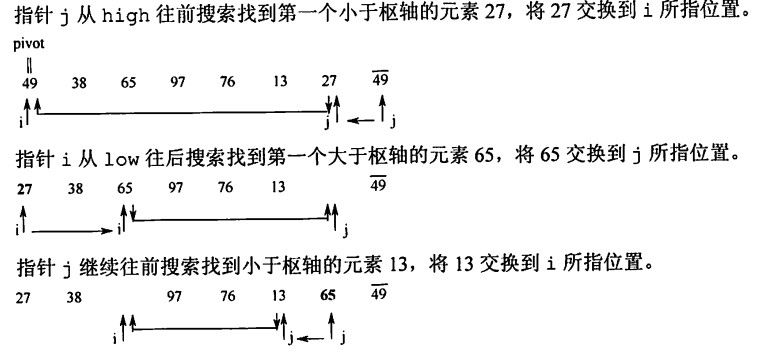 指针 j 从 high 往前搜索找到第一个小于枢轴的元素 27，将 27 交换到 i 所指位置。
pivot
49 38 65 97 76 13 27 49
i j j
指针 i 从 low 往后搜索找到第一个大于枢轴的元素 65，将 65 交换到 j 所指位置。
27 38 65 97 76 13 49
i i j
指针 j 继续往前搜索找到小于枢轴的元素 13，将 13 交换到 i 所指位置。
27 38 97 76 13 65 49
i j j